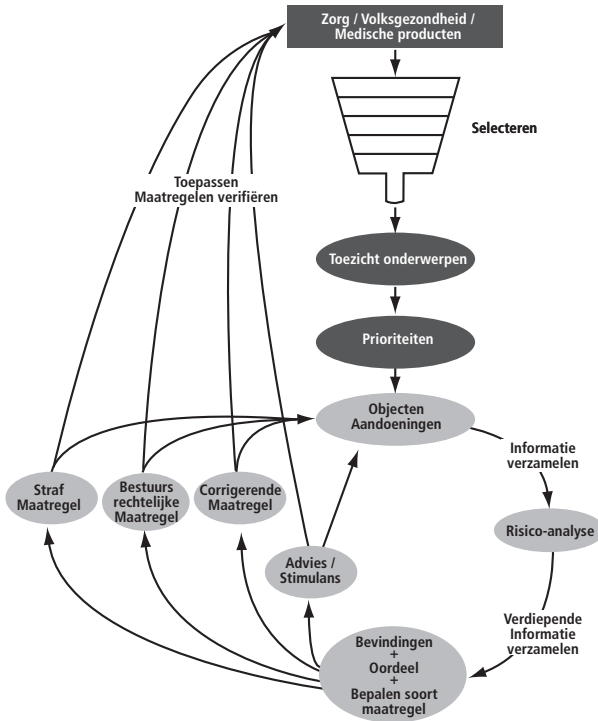 Zorg / Volksgezondheid /
Medische producten
Selecteren
Toepassen
Maatregelen verifiëren
Toezicht onderwerpen
Prioriteiten
Objecten
Aandoeningen
Informatie
verzamelen
Straf
Maatregel
Bestuurs
rechtelijke
Maatregel
Corrigerende
Maatregel
Risico-analyse
Advies /
Stimulans
Verdiepende
Informatie
verzamelen
Bevindingen
+
Oordeel
+
Bepalen soort
maatregel